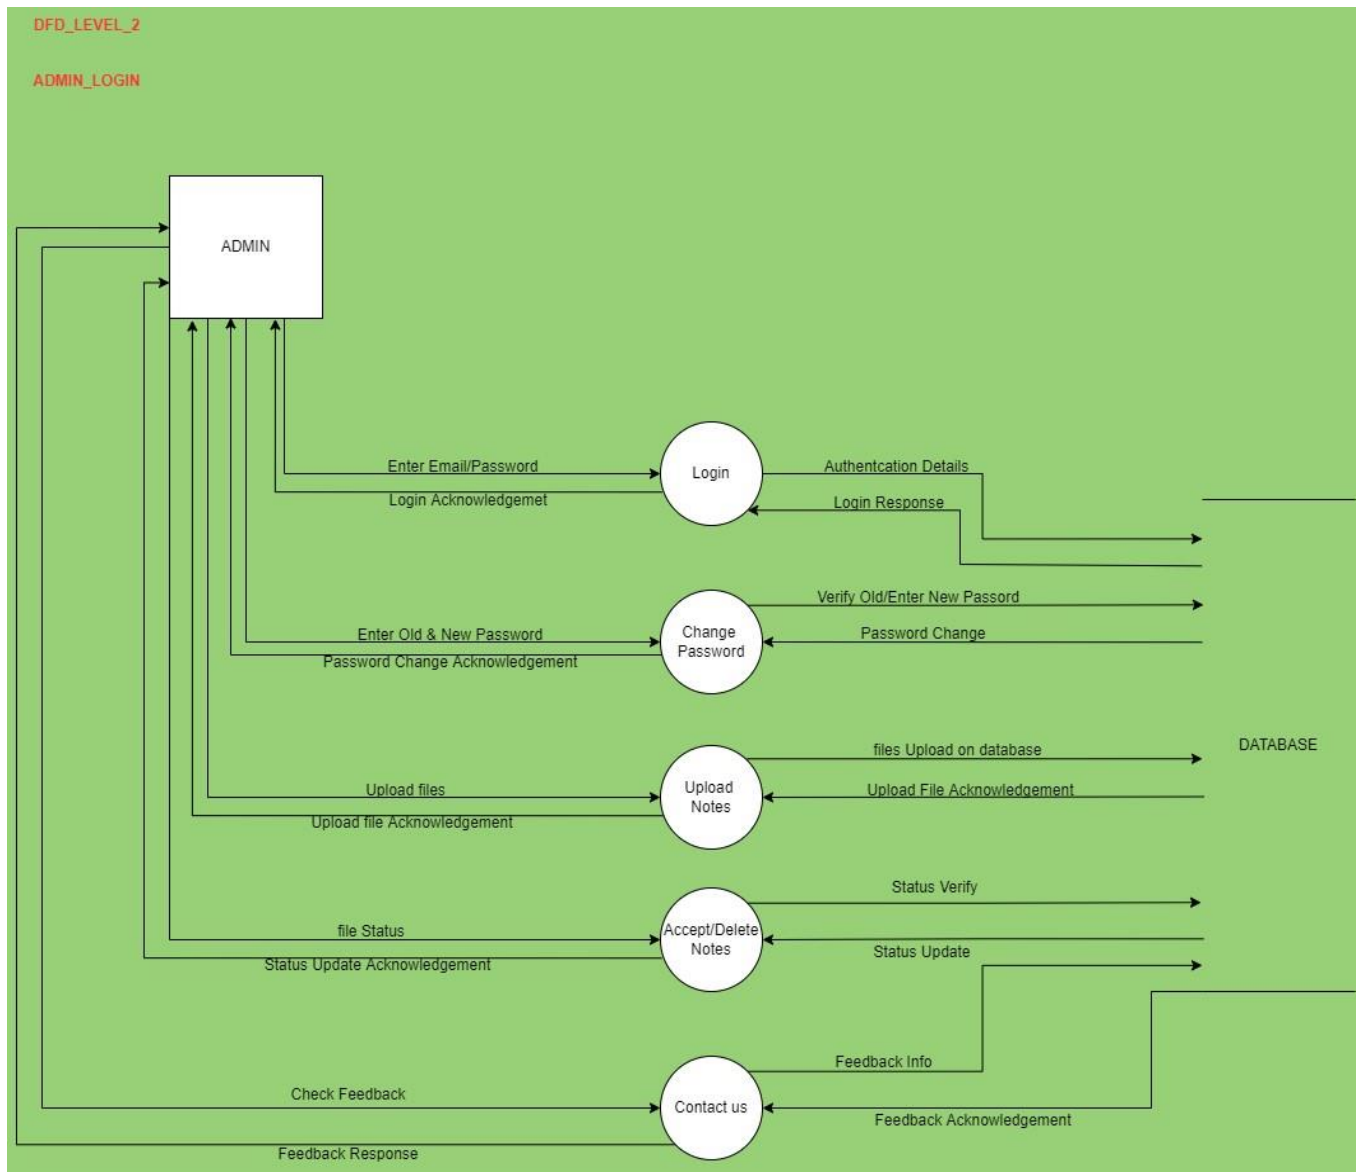 DFD_LEVEL_2
ADMIN_LOGIN
ADMIN
Enter Email/Password
Login Acknowledgemet
Login
Authentcation Details
Login Response
Enter Old & New Password
Password Change Acknowledgement
Change
Password
Verify Old/Enter New Passord
Password Change
Upload files
Upload file Acknowledgement
Upload
Notes
files Upload on database
Upload File Acknowledgement
DATABASE
file Status
Status Update Acknowledgement
Accept/Delete
Notes
Status Verify
Status Update
Check Feedback
Feedback Response
Contact us
Feedback Info
Feedback Acknowledgement